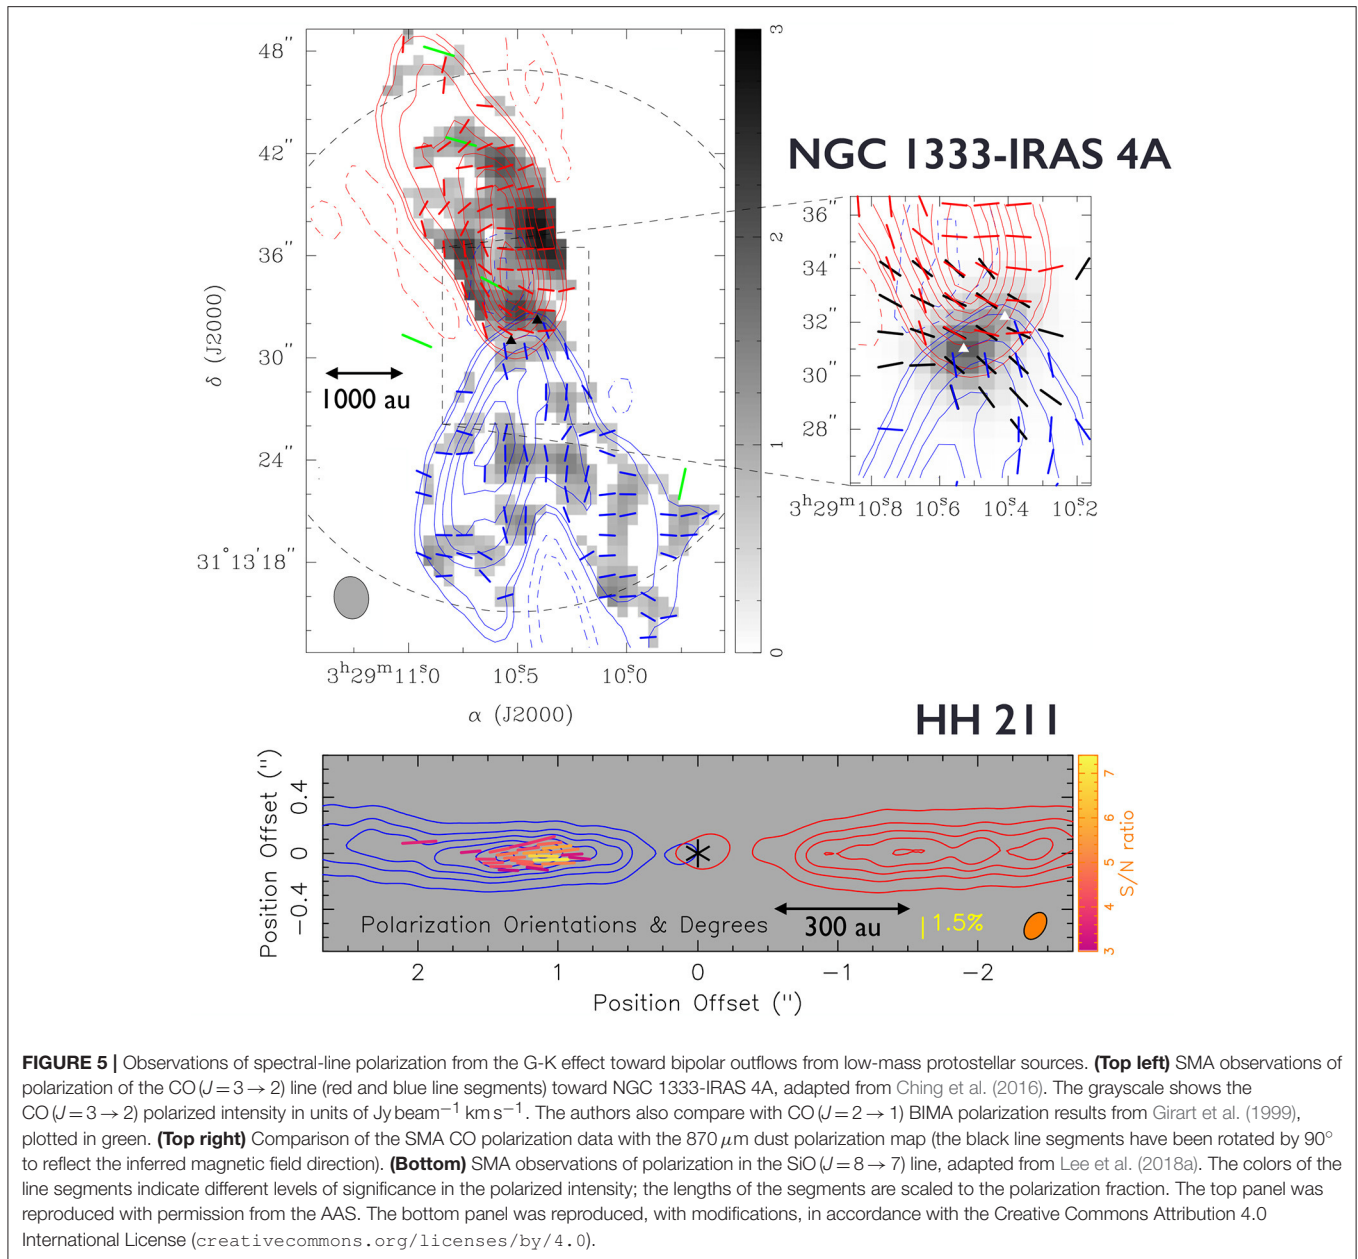 NGC 1333-IRAS 4A
48″
42″
36″
30″
24″
31°13′18″
δ (J2000)
1000 au
3
2
1
0
3ʰ29ᵐ11ˢ.0
10ˢ.5
10ˢ.0
α (J2000)
36″
34″
32″
30″
28″
3ʰ29ᵐ10ˢ.8
10ˢ.6
10ˢ.4
10ˢ.2
HH 211
Position Offset (″)
0.4
0
−0.4
Polarization Orientations & Degrees
300 au
1.5%
7
6
5
4
3
S/N ratio
2
1
0
−1
−2
Position Offset (″)
FIGURE 5 | Observations of spectral-line polarization from the G-K effect toward bipolar outflows from low-mass protostellar sources. (Top left) SMA observations of
polarization of the CO (J = 3 → 2) line (red and blue line segments) toward NGC 1333-IRAS 4A, adapted from Ching et al. (2016). The grayscale shows the
CO (J = 3 → 2) polarized intensity in units of Jy beam⁻¹ km s⁻¹. The authors also compare with CO (J = 2 → 1) BIMA polarization results from Girart et al. (1999),
plotted in green. (Top right) Comparison of the SMA CO polarization data with the 870 μm dust polarization map (the black line segments have been rotated by 90°
to reflect the inferred magnetic field direction). (Bottom) SMA observations of polarization in the SiO (J = 8 → 7) line, adapted from Lee et al. (2018a). The colors of the
line segments indicate different levels of significance in the polarized intensity; the lengths of the segments are scaled to the polarization fraction. The top panel was
reproduced with permission from the AAS. The bottom panel was reproduced, with modifications, in accordance with the Creative Commons Attribution 4.0
International License (creativecommons.org/licenses/by/4.0).